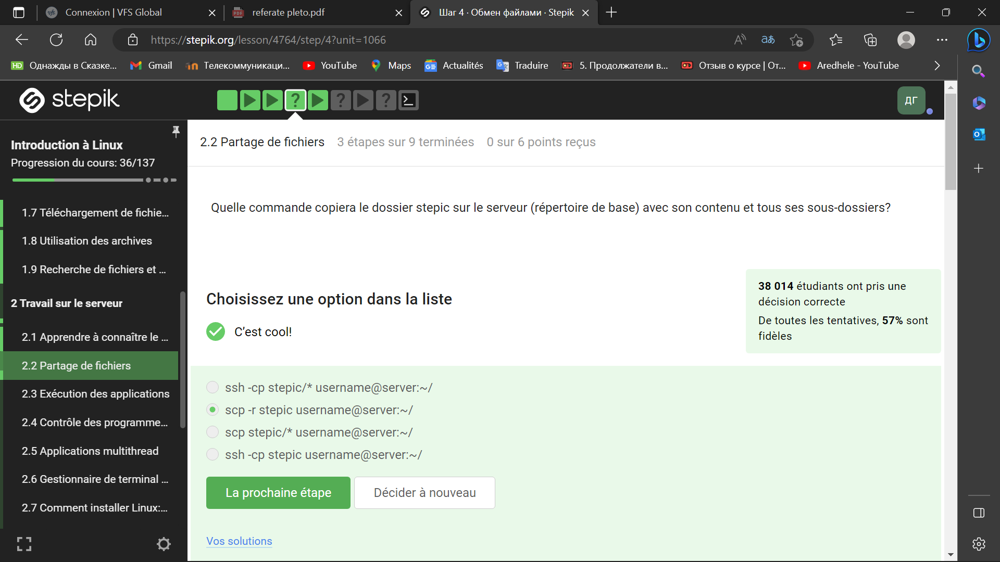 Connexion | VFS Global
referate pleto.pdf
Шаг 4 · Обмен файлами · Stepik
https://stepik.org/lesson/4764/step/4?unit=1066
Однажды в Сказке...
Gmail
Телекоммуникаци...
YouTube
Maps
Actualités
Traduire
5. Продолжатели в...
Отзыв о курсе | От...
Aredhele - YouTube
stepik
ДГ
Introduction à Linux
Progression du cours: 36/137
1.7 Téléchargement de fichie...
1.8 Utilisation des archives
1.9 Recherche de fichiers et ...
2 Travail sur le serveur
2.1 Apprendre à connaître le ...
2.2 Partage de fichiers
2.3 Exécution des applications
2.4 Contrôle des programme...
2.5 Applications multithread
2.6 Gestionnaire de terminal ...
2.7 Comment installer Linux:...
2.2 Partage de fichiers 3 étapes sur 9 terminées 0 sur 6 points reçus
Quelle commande copiera le dossier stepic sur le serveur (répertoire de base) avec son contenu et tous ses sous-dossiers?
38 014 étudiants ont pris une
décision correcte
De toutes les tentatives, 57% sont
fidèles
Choisissez une option dans la liste
C’est cool!
ssh -cp stepic/* username@server:~/
scp -r stepic username@server:~/
scp stepic/* username@server:~/
ssh -cp stepic username@server:~/
La prochaine étape
Décider à nouveau
Vos solutions